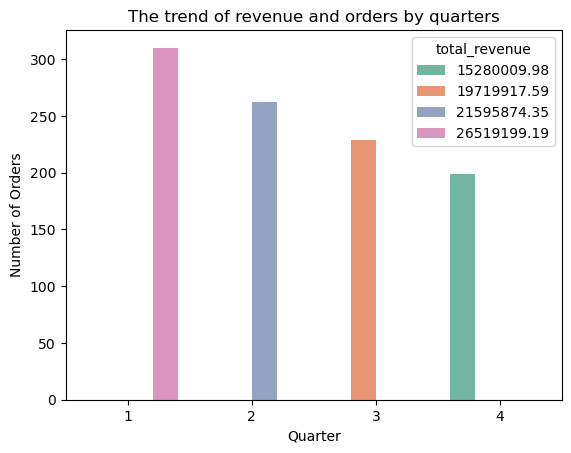 The trend of revenue and orders by quarters
total_revenue
15280009.98
19719917.59
21595874.35
26519199.19
Number of Orders
300
250
200
150
100
50
0
1 2 3 4
Quarter